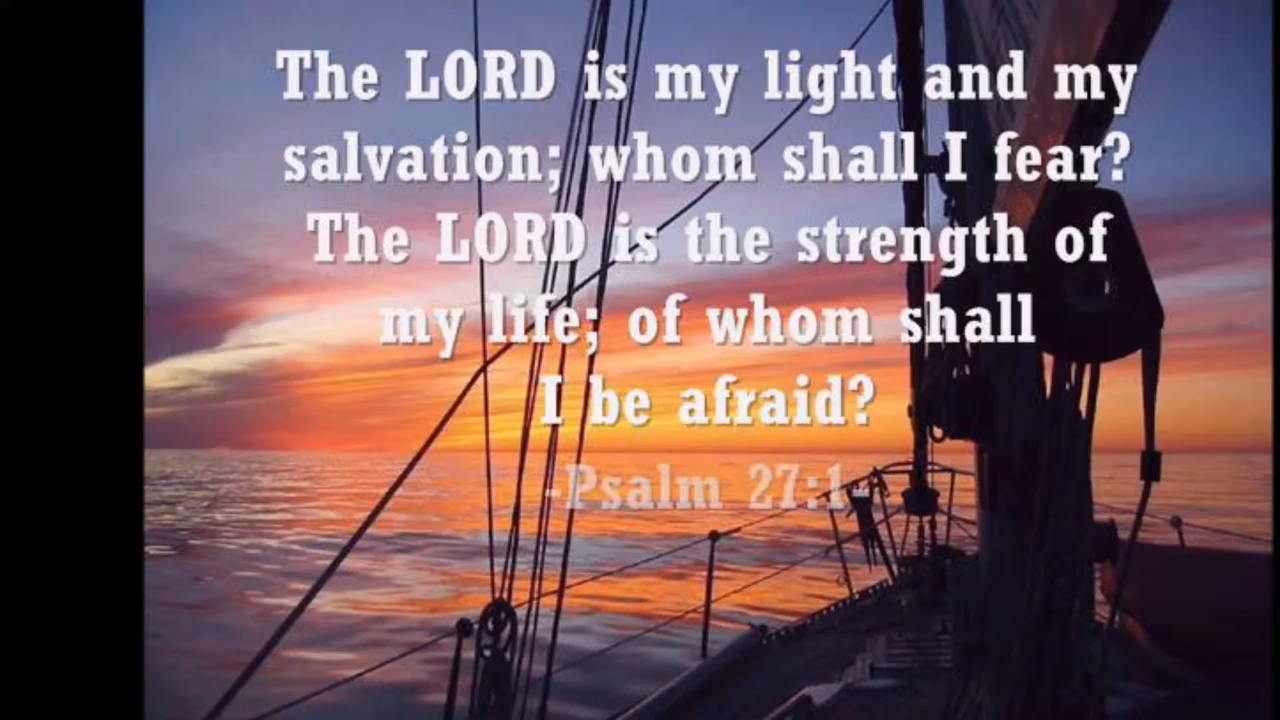 The LORD is my light and my
salvation; whom shall I fear?
The LORD is the strength of
my life; of whom shall
I be afraid?
-Psalm 27:1-